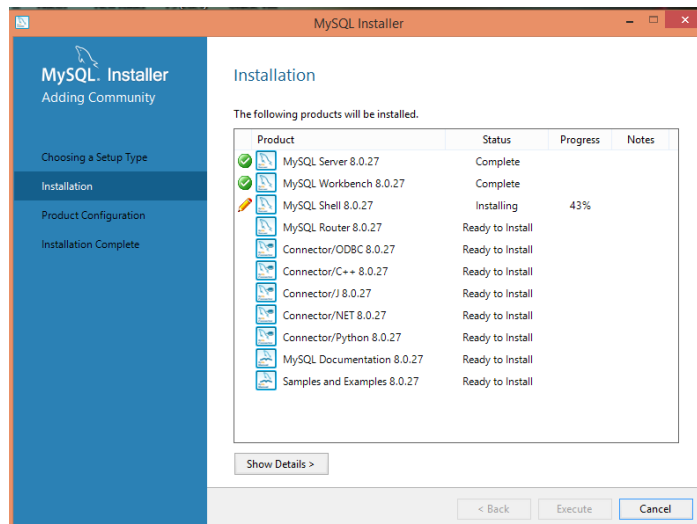 MySQL Installer
MySQL. Installer
Adding Community
Choosing a Setup Type
Installation
Product Configuration
Installation Complete
Installation
The following products will be installed.
Product Status Progress Notes
MySQL Server 8.0.27 Complete
MySQL Workbench 8.0.27 Complete
MySQL Shell 8.0.27 Installing 43%
MySQL Router 8.0.27 Ready to Install
Connector/ODBC 8.0.27 Ready to Install
Connector/C++ 8.0.27 Ready to Install
Connector/J 8.0.27 Ready to Install
Connector/NET 8.0.27 Ready to Install
Connector/Python 8.0.27 Ready to Install
MySQL Documentation 8.0.27 Ready to Install
Samples and Examples 8.0.27 Ready to Install
Show Details >
< Back Execute Cancel